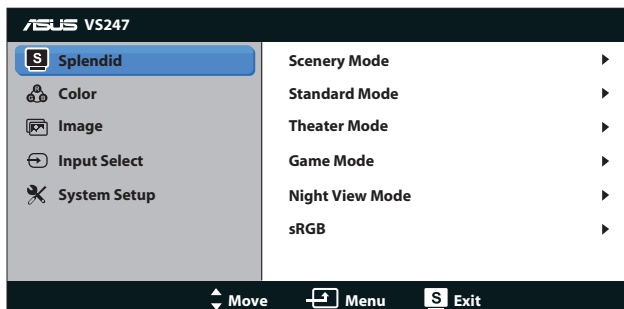 ASUS VS247
S Splendid
Color
Image
Input Select
System Setup
Scenery Mode
Standard Mode
Theater Mode
Game Mode
Night View Mode
sRGB
Move Menu S Exit